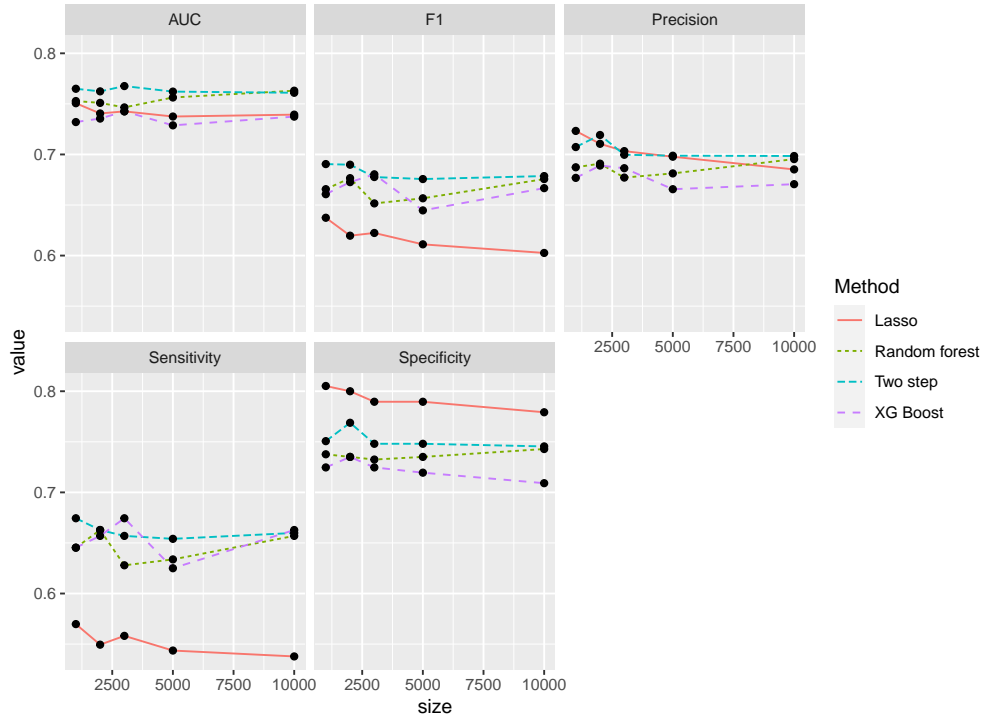 AUC
F1
Precision
0.8
0.7
0.6
value
2500 5000 7500 10000
Sensitivity
Specificity
0.8
0.7
0.6
2500 5000 7500 10000
2500 5000 7500 10000
size
Method
Lasso
Random forest
Two step
XG Boost